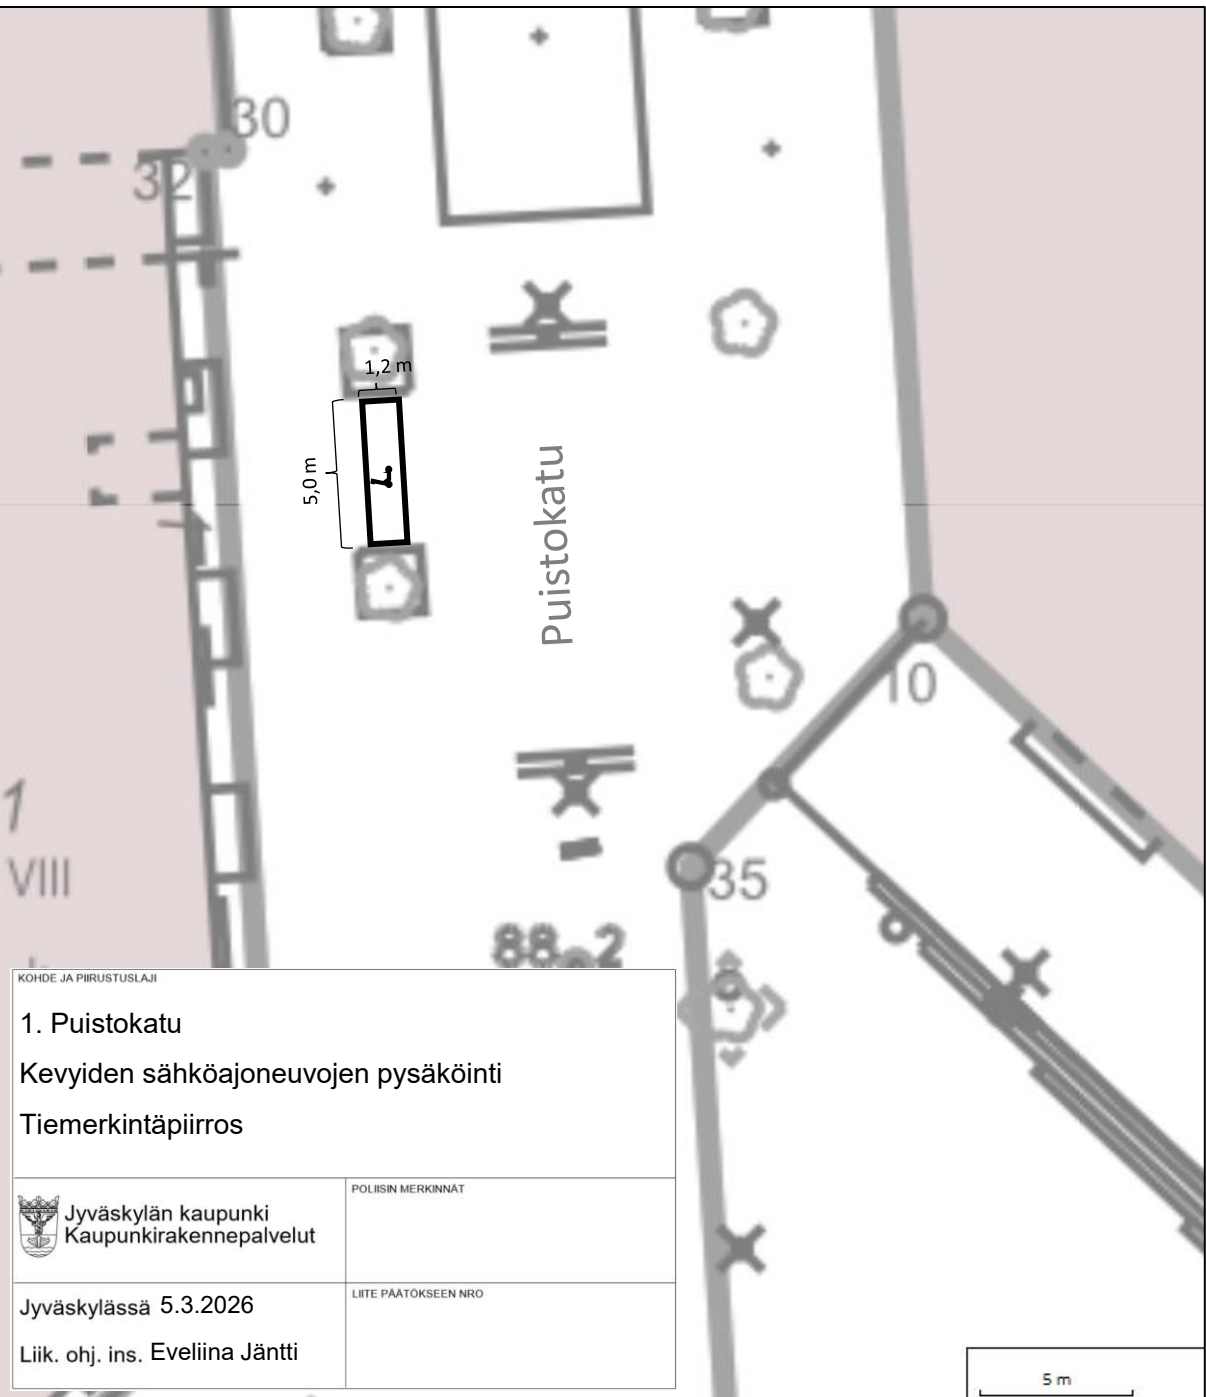 30
32
1,2 m
5,0 m
Puistokatu
10
1
VIII
35
88 2
KOHDE JA PIIRUSTUSLAJI
1. Puistokatu
Kevyiden sähköajoneuvojen pysäköinti
Tiemerkintäpiirros
Jyväskylän kaupunki
Kaupunkirakennepalvelut
POLIISIN MERKINNÄT
Jyväskylässä 5.3.2026
Liik. ohj. ins. Eveliina Jäntti
LIITE PÄÄTÖKSEEN NRO
5 m